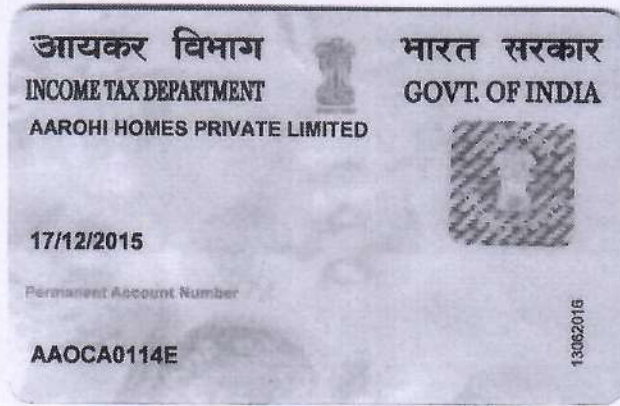 आयकर विभाग
भारत सरकार
INCOME TAX DEPARTMENT
GOVT. OF INDIA
AAROHI HOMES PRIVATE LIMITED
17/12/2015
Permanent Account Number
AAOCA0114E
13062016